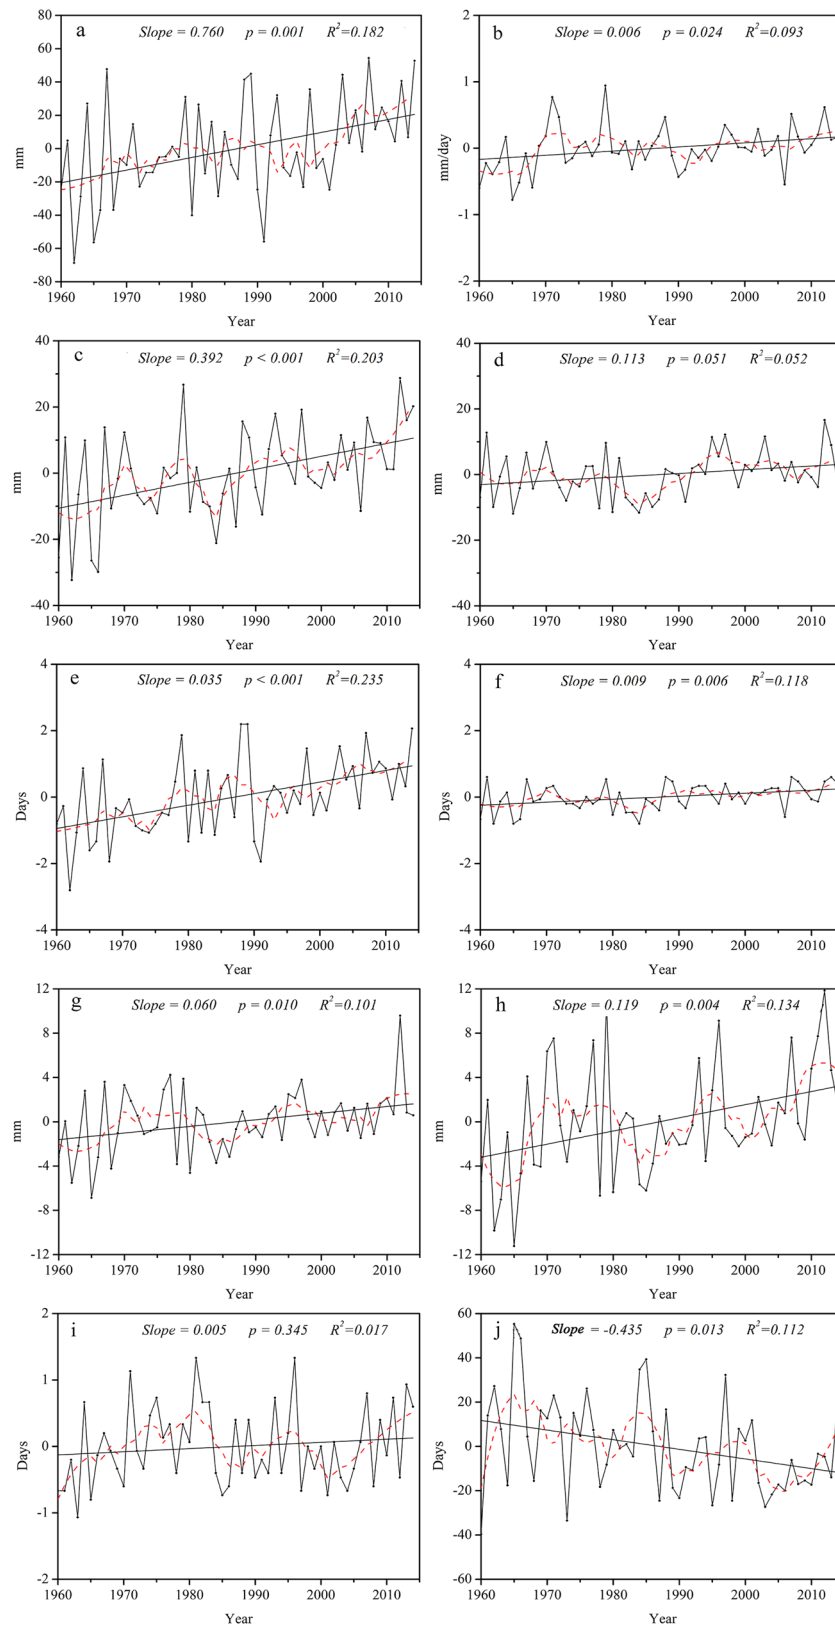 a Slope = 0.760 p = 0.001 R²=0.182
80
60
40
20
0
-20
-40
-60
-80
mm
1960 1970 1980 1990 2000 2010
Year
b Slope = 0.006 p = 0.024 R²=0.093
2
1
0
-1
-2
mm/day
1960 1970 1980 1990 2000 2010
Year
c Slope = 0.392 p < 0.001 R²=0.203
40
20
0
-20
-40
mm
1960 1970 1980 1990 2000 2010
Year
d Slope = 0.113 p = 0.051 R²=0.052
40
20
0
-20
-40
mm
1960 1970 1980 1990 2000 2010
Year
e Slope = 0.035 p < 0.001 R²=0.235
4
2
0
-2
-4
Days
1960 1970 1980 1990 2000 2010
Year
f Slope = 0.009 p = 0.006 R²=0.118
4
2
0
-2
-4
Days
1960 1970 1980 1990 2000 2010
Year
g Slope = 0.060 p = 0.010 R²=0.101
12
8
4
0
-4
-8
-12
mm
1960 1970 1980 1990 2000 2010
Year
h Slope = 0.119 p = 0.004 R²=0.134
12
8
4
0
-4
-8
-12
mm
1960 1970 1980 1990 2000 2010
Year
i Slope = 0.005 p = 0.345 R²=0.017
2
1
0
-1
-2
Days
1960 1970 1980 1990 2000 2010
Year
j Slope = -0.435 p = 0.013 R²=0.112
60
40
20
0
-20
-40
-60
Days
1960 1970 1980 1990 2000 2010
Year